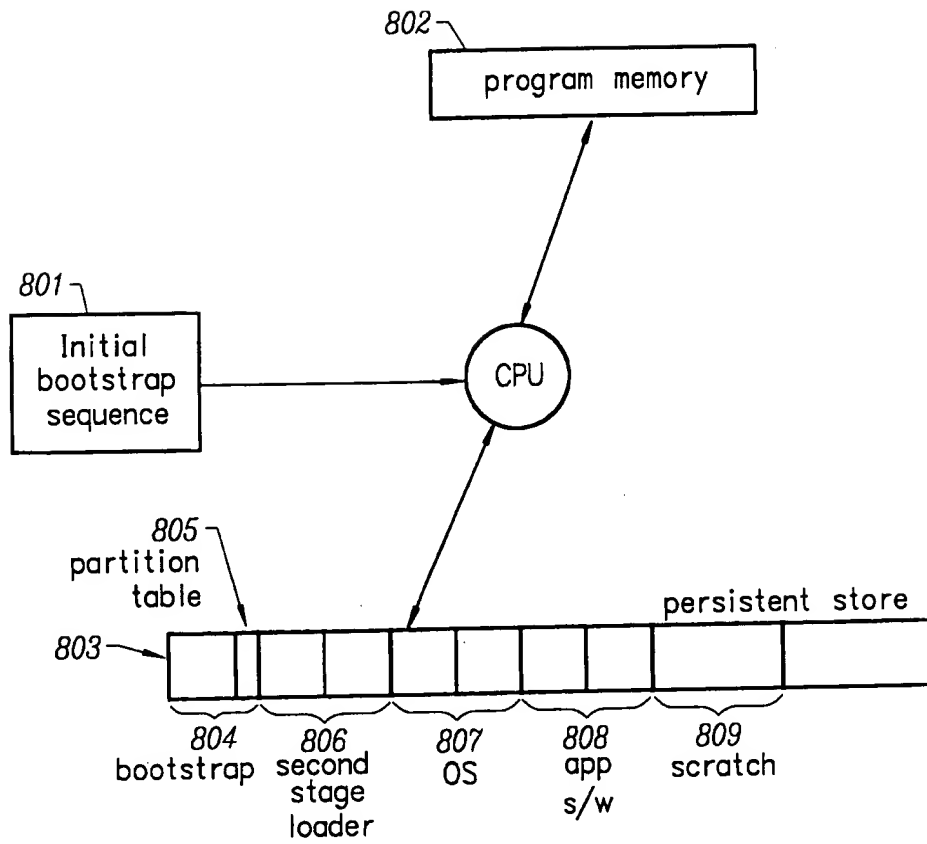 802
program memory
801
Initial
bootstrap
sequence
CPU
805
partition
table
persistent store
803
804
bootstrap
806
second
stage
loader
807
OS
808
app
s/w
809
scratch